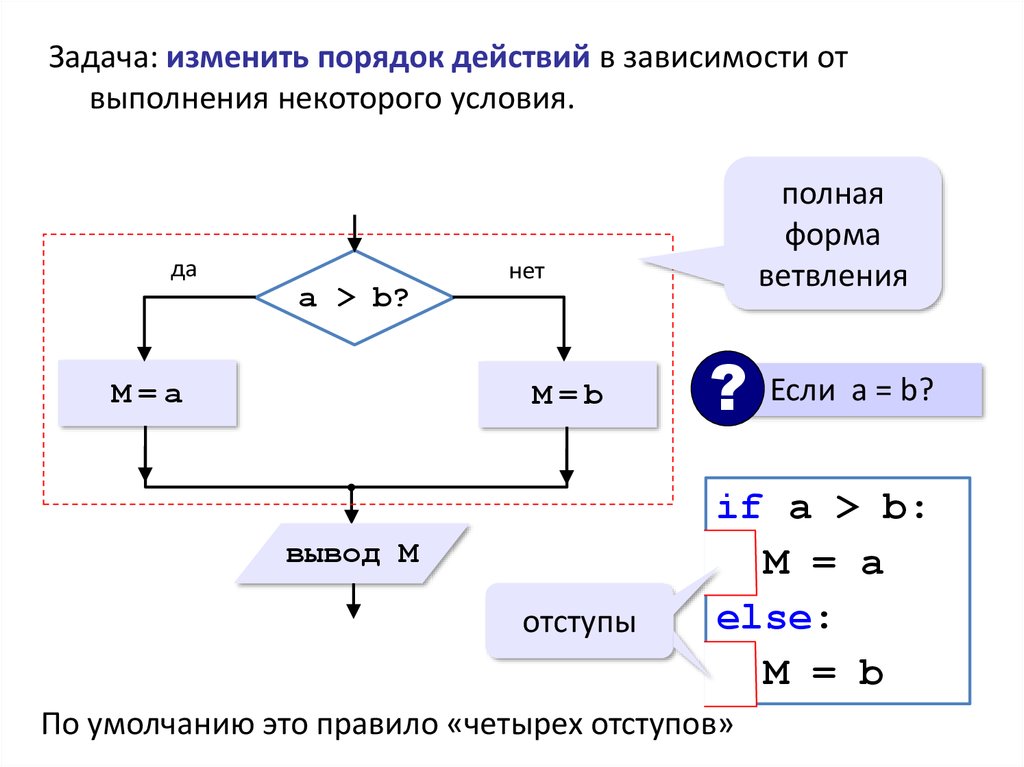 Задача: изменить порядок действий в зависимости от
выполнения некоторого условия.
полная
форма
ветвления
да
нет
a > b?
M=a
M=b
? Если a = b?
вывод M
отступы
if a > b:
M = a
else:
M = b
По умолчанию это правило «четырех отступов»